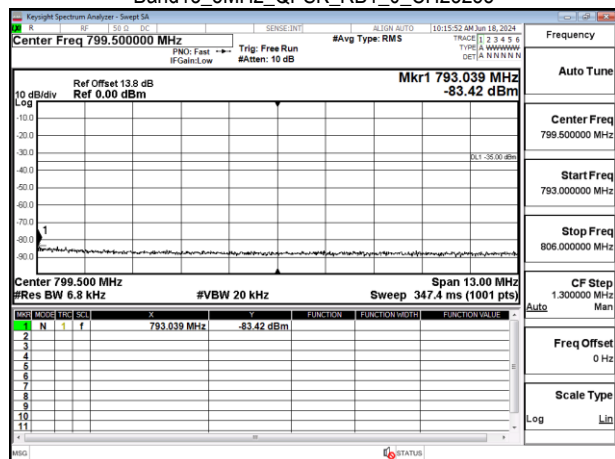 Keysight Spectrum Analyzer - Swept SA
R RF 50 Ω DC SENSE:INT ALIGN AUTO 10:15:52 AM Jun 18, 2024
Center Freq 799.500000 MHz
PNO: Fast
IFGain:Low
Trig: Free Run
#Atten: 10 dB
#Avg Type: RMS
TRACE 1 2 3 4 5 6
TYPE A WWWWW
DET A N N N N N
Ref Offset 13.8 dB
10 dB/div Ref 0.00 dBm
Log
Mkr1 793.039 MHz
-83.42 dBm
-10.0
-20.0
-30.0
DL1 -35.00 dBm
-40.0
-50.0
-60.0
-70.0
1
-80.0
-90.0
Center 799.500 MHz Span 13.00 MHz
#Res BW 6.8 kHz #VBW 20 kHz Sweep 347.4 ms (1001 pts)
MKR MODE TRC SCL X Y FUNCTION FUNCTION WIDTH FUNCTION VALUE
1 N 1 f 793.039 MHz -83.42 dBm
2
3
4
5
6
7
8
9
10
11
MSG STATUS
Frequency
Auto Tune
Center Freq
799.500000 MHz
Start Freq
793.000000 MHz
Stop Freq
806.000000 MHz
CF Step
1.300000 MHz
Auto Man
Freq Offset
0 Hz
Scale Type
Log Lin